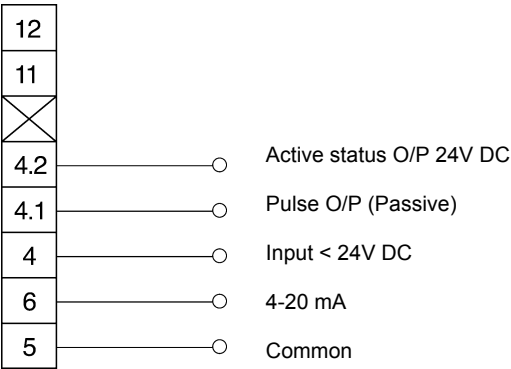 12
11
4.2 Active status O/P 24V DC
4.1 Pulse O/P (Passive)
4 Input < 24V DC
6 4-20 mA
5 Common